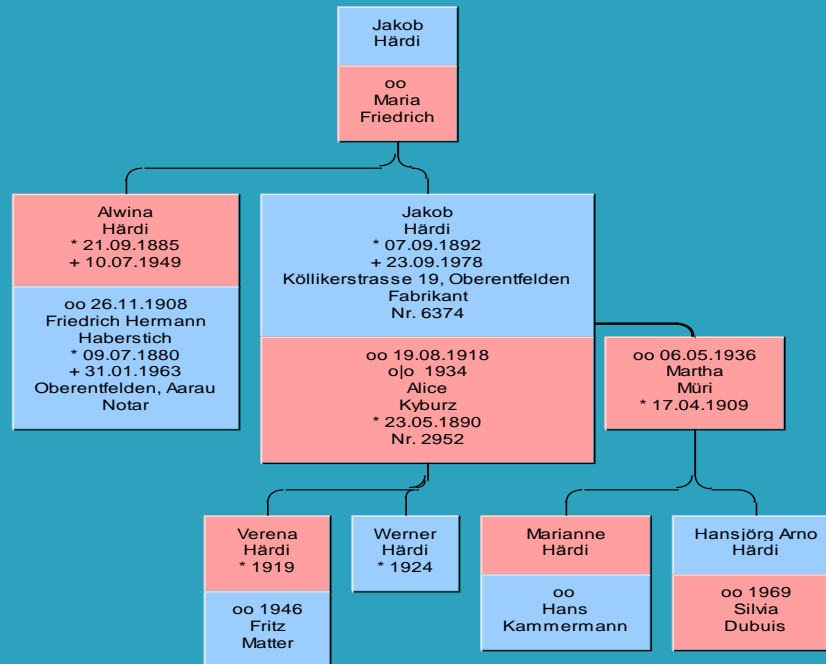 Jakob
Härdi
oo
Maria
Friedrich
Alwina
Härdi
* 21.09.1885
+ 10.07.1949
oo 26.11.1908
Friedrich Hermann
Haberstich
* 09.07.1880
+ 31.01.1963
Oberentfelden, Aarau
Notar
Jakob
Härdi
* 07.09.1892
+ 23.09.1978
Köllikerstrasse 19, Oberentfelden
Fabrikant
Nr. 6374
oo 19.08.1918
o|o 1934
Alice
Kyburz
* 23.05.1890
Nr. 2952
oo 06.05.1936
Martha
Müri
* 17.04.1909
Verena
Härdi
* 1919
oo 1946
Fritz
Matter
Werner
Härdi
* 1924
Marianne
Härdi
oo
Hans
Kammermann
Hansjörg Arno
Härdi
oo 1969
Silvia
Dubuis